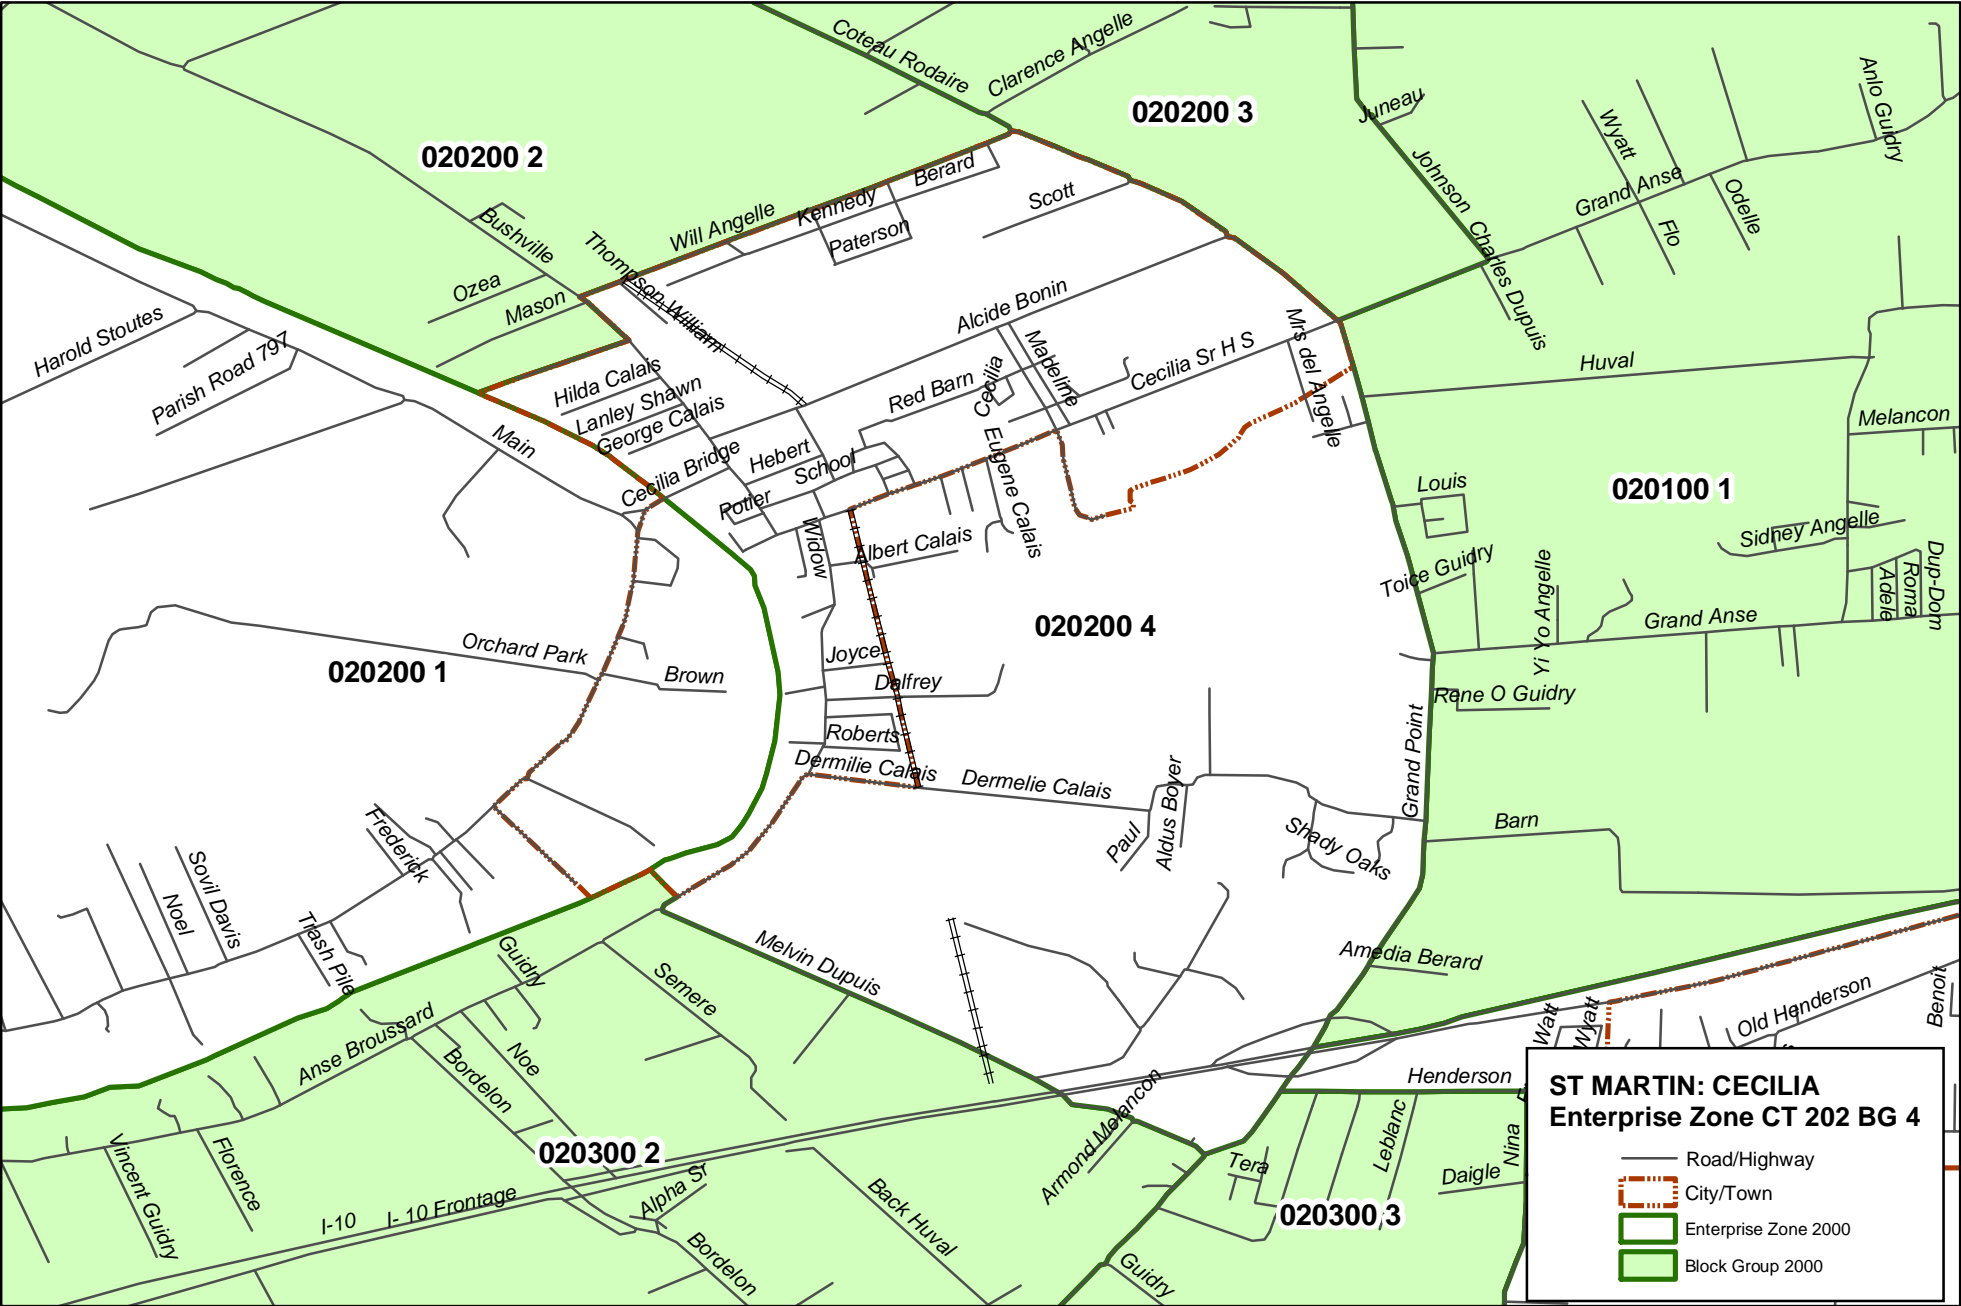 Coteau Rodaire
Clarence Angelle
020200 3
Juneau
Anlo Guidry
Wyatt
020200 2
Johnson
Grand Anse
Odelle
Flo
Berard
Kennedy
Scott
Paterson
Will Angelle
Bushville
Thompson
William
Charles Dupuis
Ozea
Mason
Harold Stoutes
Parish Road 797
Alcide Bonin
Madeline
Mrs del Angelle
Cecilia Sr H S
Huval
Hilda Calais
Lanley Shawn
George Calais
Red Barn
Cecilia
Melancon
Main
Cecilia Bridge
Hebert
School
Potier
Eugene Calais
Louis
020100 1
Sidney Angelle
Widow
Albert Calais
Toice Guidry
Yi Yo Angelle
Grand Anse
Adele
Roma
Dup-Dom
020200 4
Orchard Park
020200 1
Brown
Joyce
Dalfrey
Rene O Guidry
Roberts
Grand Point
Dermilie Calais
Dermelie Calais
Paul
Aldus Boyer
Shady Oaks
Barn
Frederick
Sovil Davis
Noel
Trash Pile
Guidry
Semere
Melvin Dupuis
Amedia Berard
Watt
Wyatt
Old Henderson
Benoit
Anse Broussard
Bordelon
Noe
Henderson
Armond Melancon
Leblanc
Nina
Daigle
Tera
020300 3
Vincent Guidry
Florence
020300 2
I-10
I- 10 Frontage
Alpha Sr
Bordelon
Back Huval
Guidry
ST MARTIN: CECILIA
Enterprise Zone CT 202 BG 4
Road/Highway
City/Town
Enterprise Zone 2000
Block Group 2000